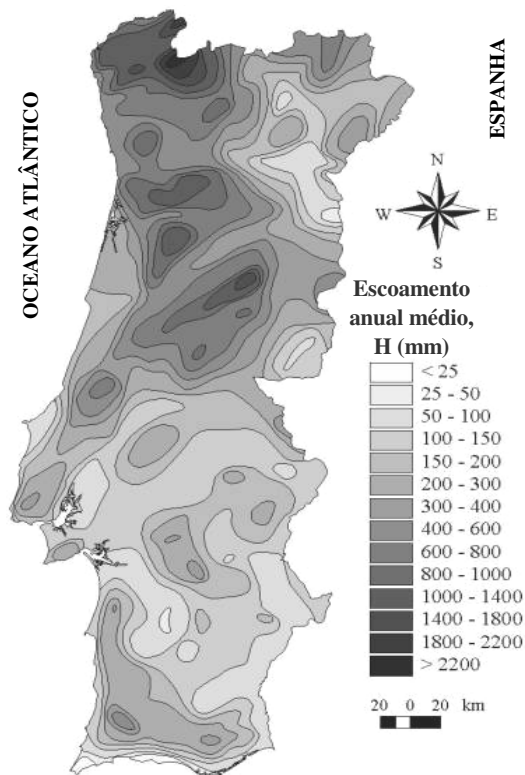 OCEANO ATLÂNTICO
ESPANHA
N
W
E
S
Escoamento
anual médio,
H (mm)
< 25
25 - 50
50 - 100
100 - 150
150 - 200
200 - 300
300 - 400
400 - 600
600 - 800
800 - 1000
1000 - 1400
1400 - 1800
1800 - 2200
> 2200
20 0 20 km